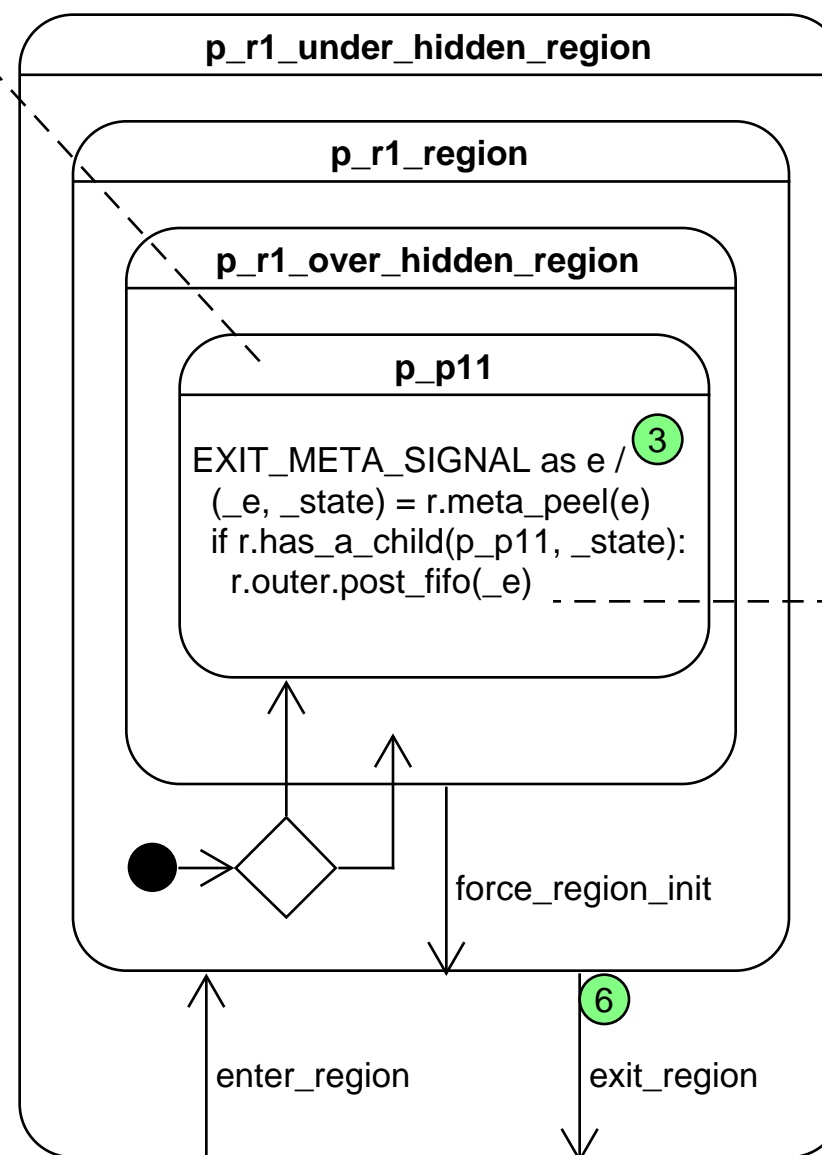 p_r1_under_hidden_region
p_r1_region
p_r1_over_hidden_region
p_p11
3
EXIT_META_SIGNAL as e /
(_e, _state) = r.meta_peel(e)
if r.has_a_child(p_p11, _state):
r.outer.post_fifo(_e)
force_region_init
6
enter_region
exit_region